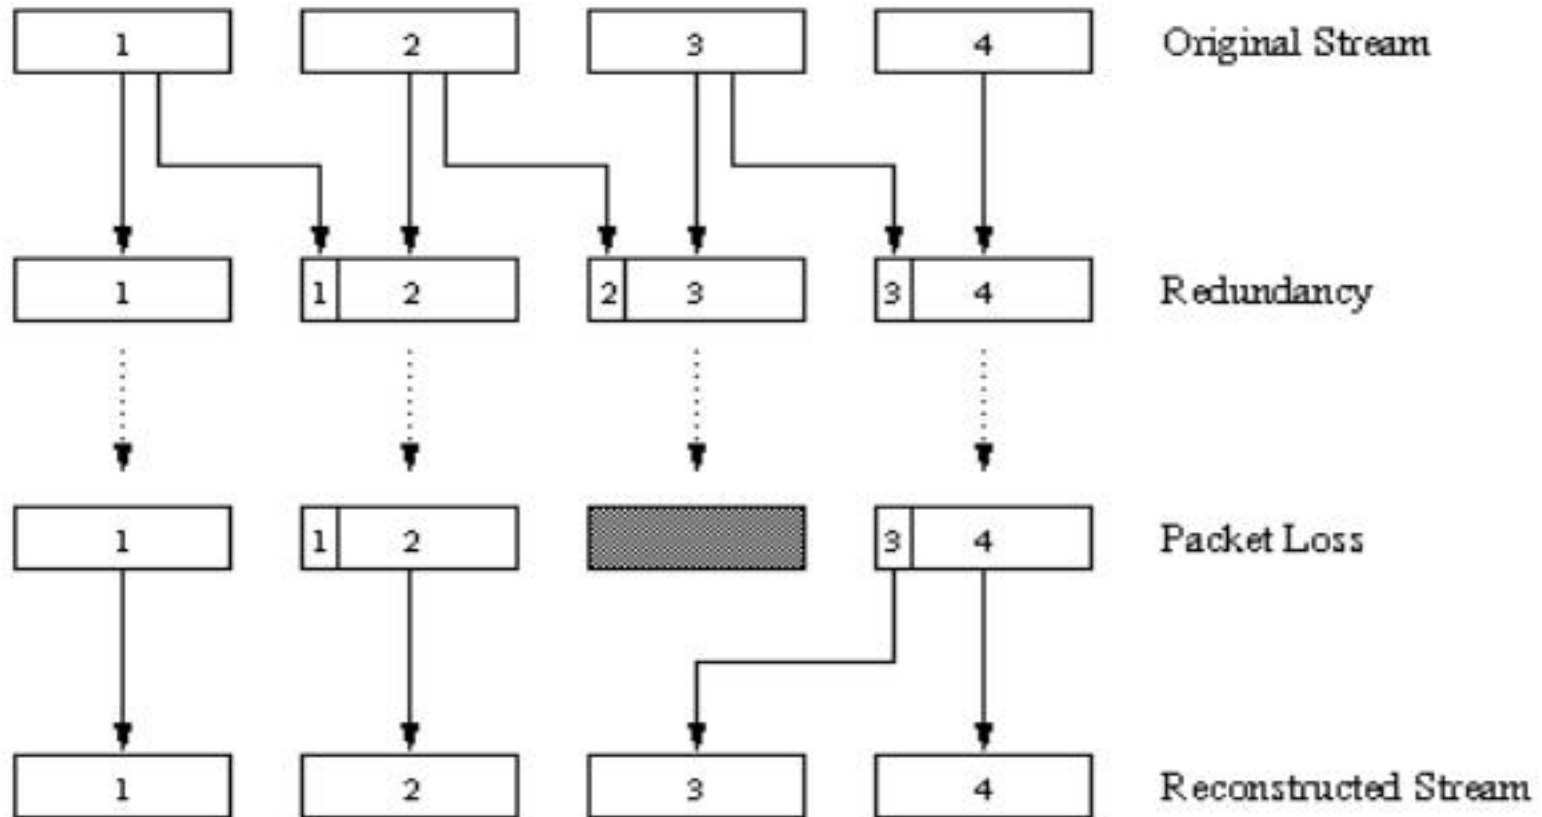 1 2 3 4 Original Stream
1 1 2 2 3 3 4 Redundancy
1 1 2 3 4 Packet Loss
1 2 3 4 Reconstructed Stream